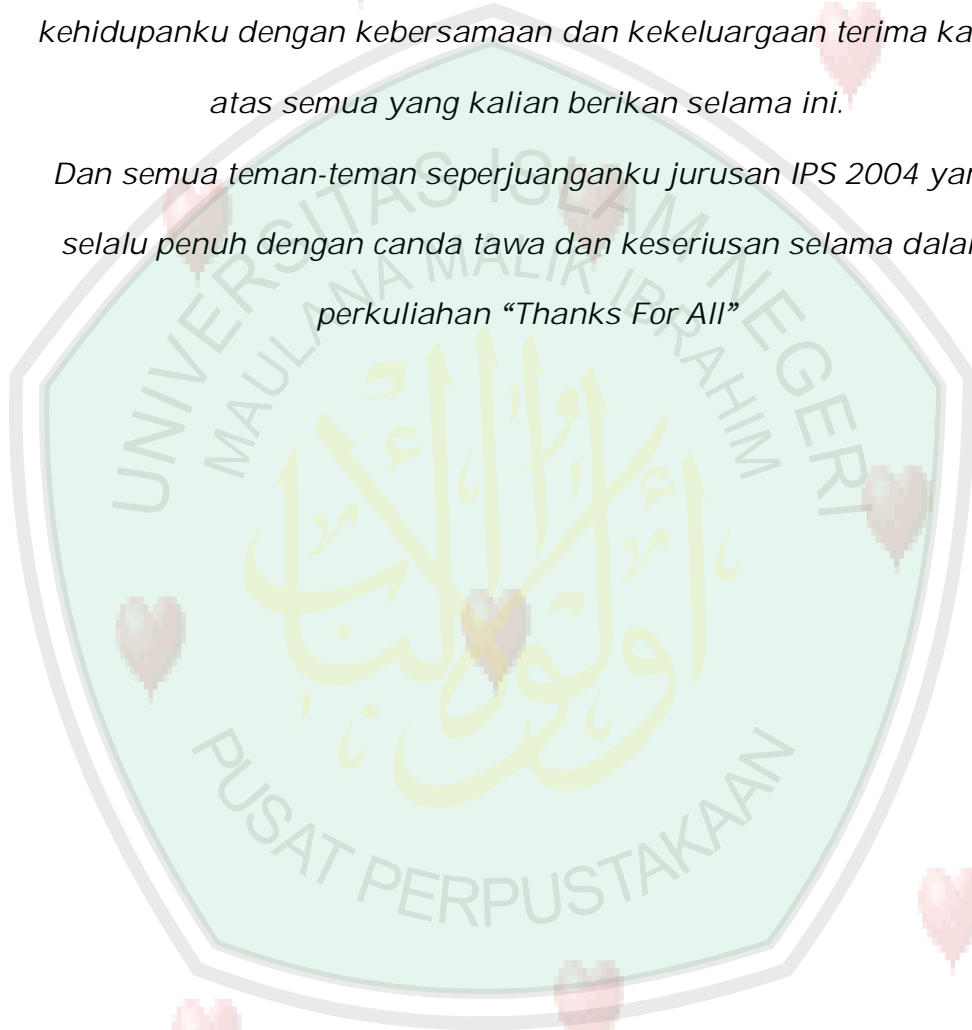 kehidupanku dengan kebersamaan dan kekeluargaan terima ka
atas semua yang kalian berikan selama ini.
Dan semua teman-teman seperjuanganku jurusan IPS 2004 yan
selalu penuh dengan canda tawa dan keseriusan selama dalam
perkuliahan “Thanks For All”
UNIVERSITAS ISLAM NEGERI
MAULANA MALIK IBRAHIM
PUSAT PERPUSTAKAAN